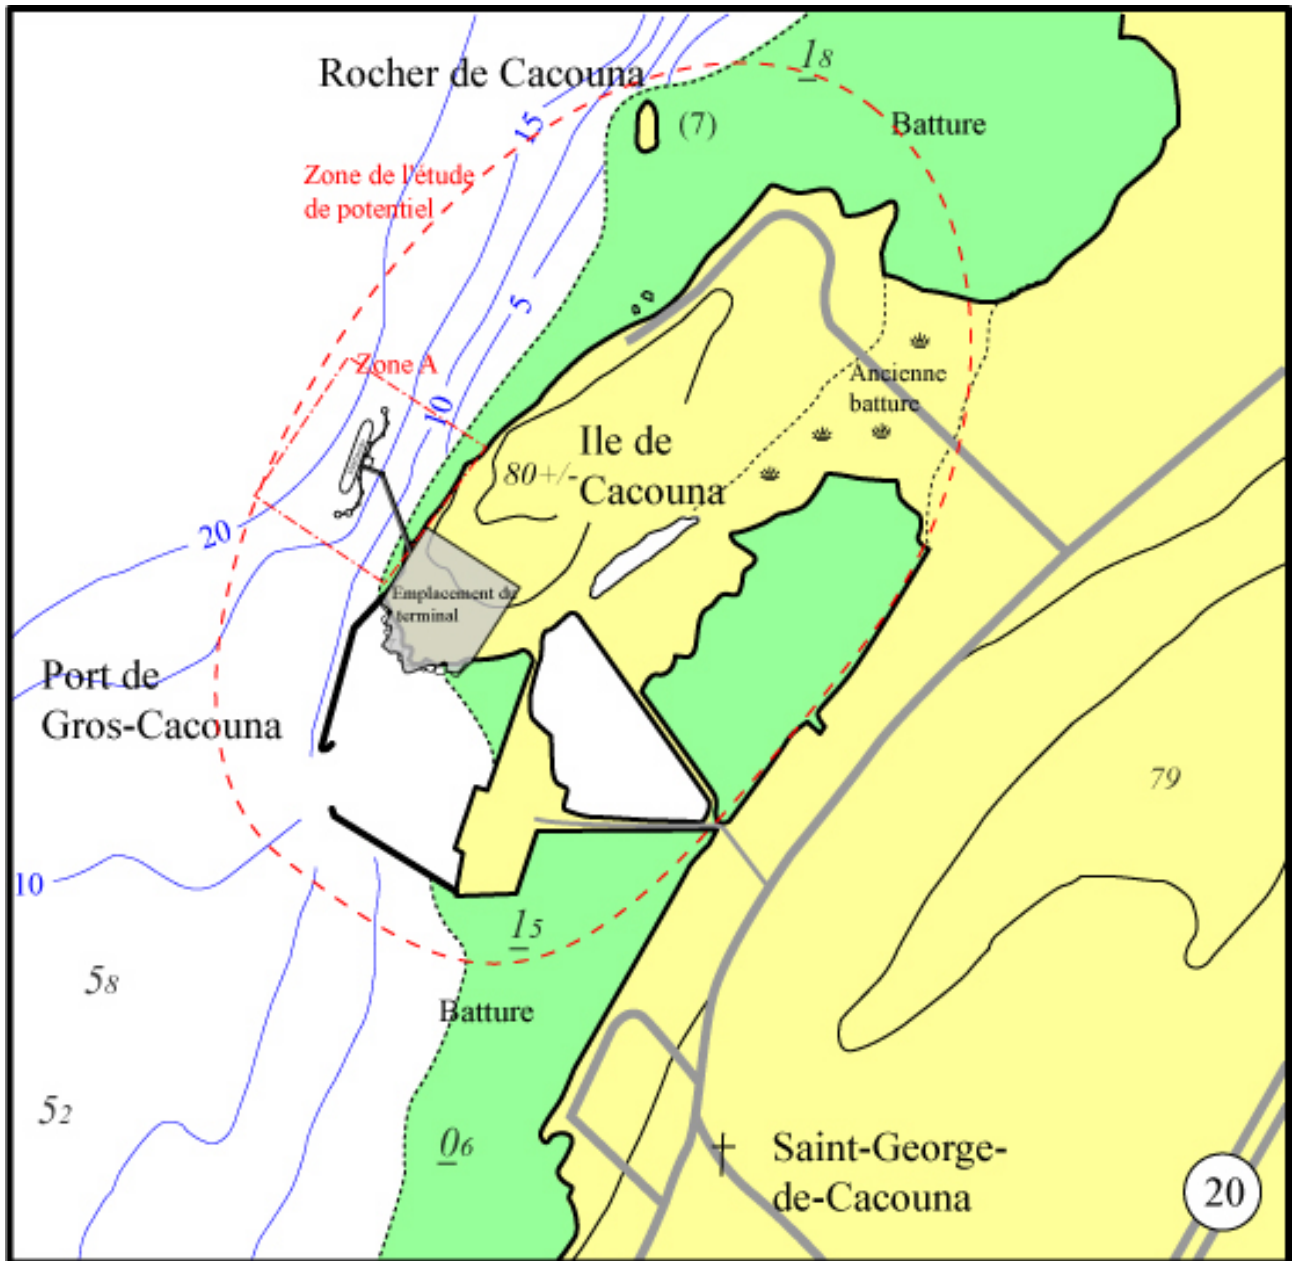 Rocher de Cacouna
18
(7)
Batture
15
Zone de l'étude
de potentiel
5
Zone A
Ancienne
batture
10
Ile de
Cacouna
80+/-
20
Emplacement du
terminal
Port de
Gros-Cacouna
79
10
15
58
Batture
52
06
Saint-George-
de-Cacouna
20